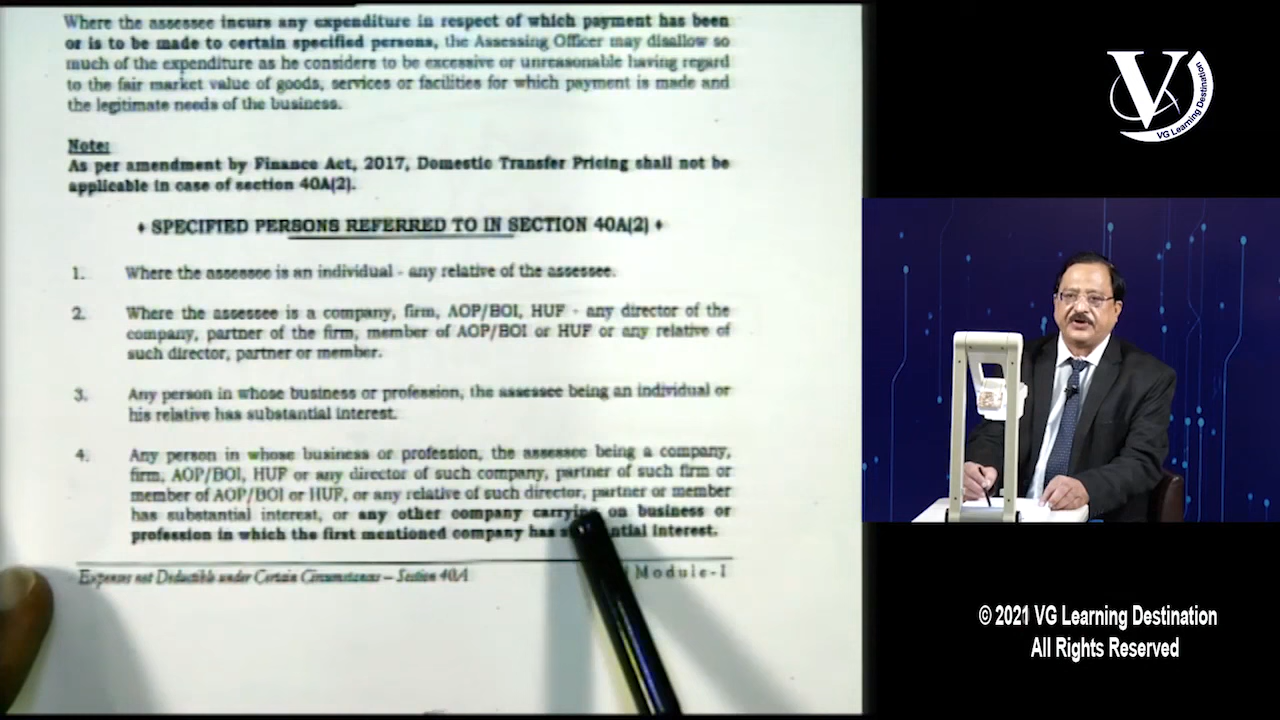 Where the assessee incurs any expenditure in respect of which payment has been
or is to be made to certain specified persons, the Assessing Officer may disallow so
much of the expenditure as he considers to be excessive or unreasonable having regard
to the fair market value of goods, services or facilities for which payment is made and
the legitimate needs of the business.
Note:
As per amendment by Finance Act, 2017, Domestic Transfer Pricing shall not be
applicable in case of section 40A(2).
♦ SPECIFIED PERSONS REFERRED TO IN SECTION 40A(2) ♦
1. Where the assessee is an individual - any relative of the assessee.
2. Where the assessee is a company, firm, AOP/BOI, HUF - any director of the
company, partner of the firm, member of AOP/BOI or HUF or any relative of
such director, partner or member.
3. Any person in whose business or profession, the assessee being an individual or
his relative has substantial interest.
4. Any person in whose business or profession, the assessee being a company,
firm, AOP/BOI, HUF or any director of such company, partner of such firm or
member of AOP/BOI or HUF, or any relative of such director, partner or member
has substantial interest, or any other company on business or
profession in which the first mentioned company has interest.
Expenses not Deductible under Certain Circumstances – Section 40A Module-I
V
VG Learning Destination
© 2021 VG Learning Destination
All Rights Reserved